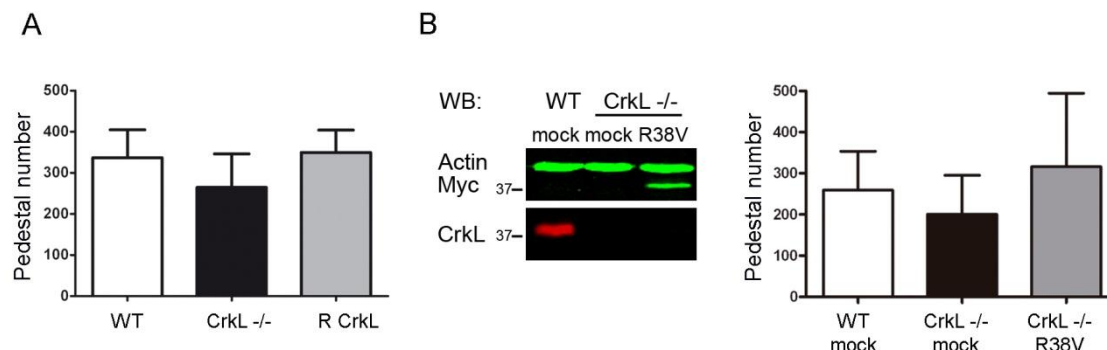 A
Pedestal number
500
400
300
200
100
0
WT
CrkL -/-
R CrkL
B
WB:
WT
CrkL -/-
mock
mock
R38V
Actin
Myc
37
CrkL
37
Pedestal number
500
400
300
200
100
0
WT
mock
CrkL -/-
mock
CrkL -/-
R38V